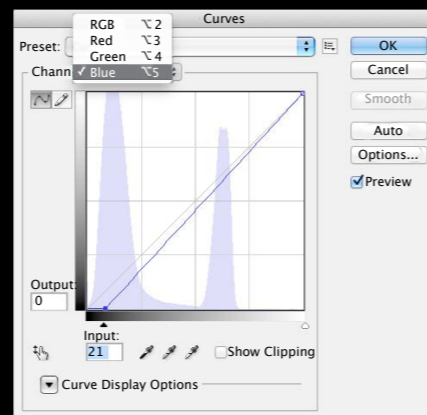 Curves
RGB ⌥2
Red ⌥3
Green ⌥4
✓ Blue ⌥5
Preset:
OK
Cancel
Smooth
Auto
Options...
Preview
Output:
0
Input:
21
Show Clipping
Curve Display Options